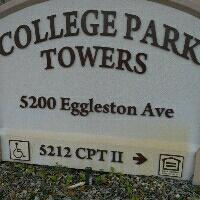 COLLEGE PARK
TOWERS
5200 Eggleston Ave
5212 CPT II →